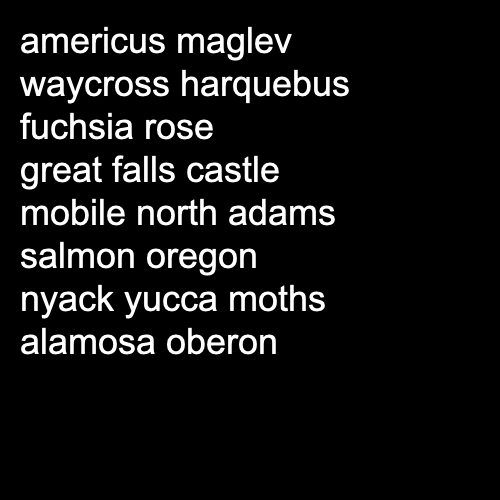 americus maglev
waycross harquebus
fuchsia rose
great falls castle
mobile north adams
salmon oregon
nyack yucca moths
alamosa oberon